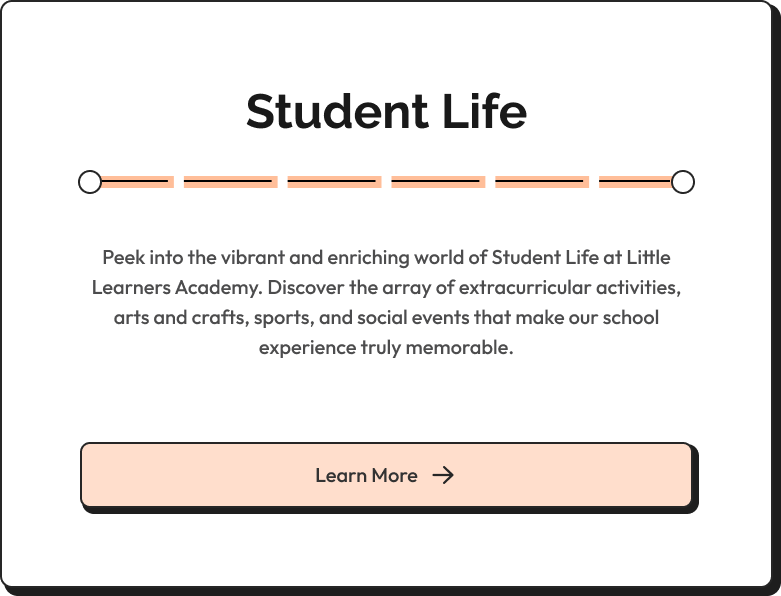 Student Life
Peek into the vibrant and enriching world of Student Life at Little
Learners Academy. Discover the array of extracurricular activities,
arts and crafts, sports, and social events that make our school
experience truly memorable.
Learn More